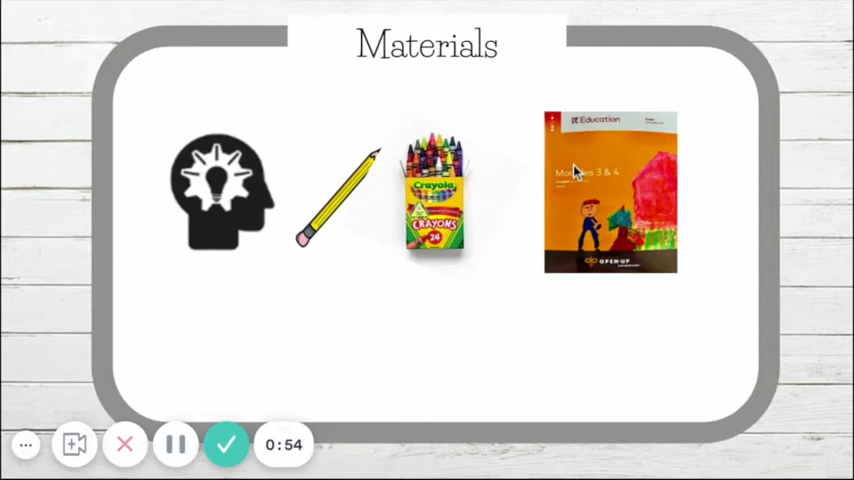 Materials
Education
Modules 3 & 4
Crayola
CRAYONS
24
OPEN-UP
0:54